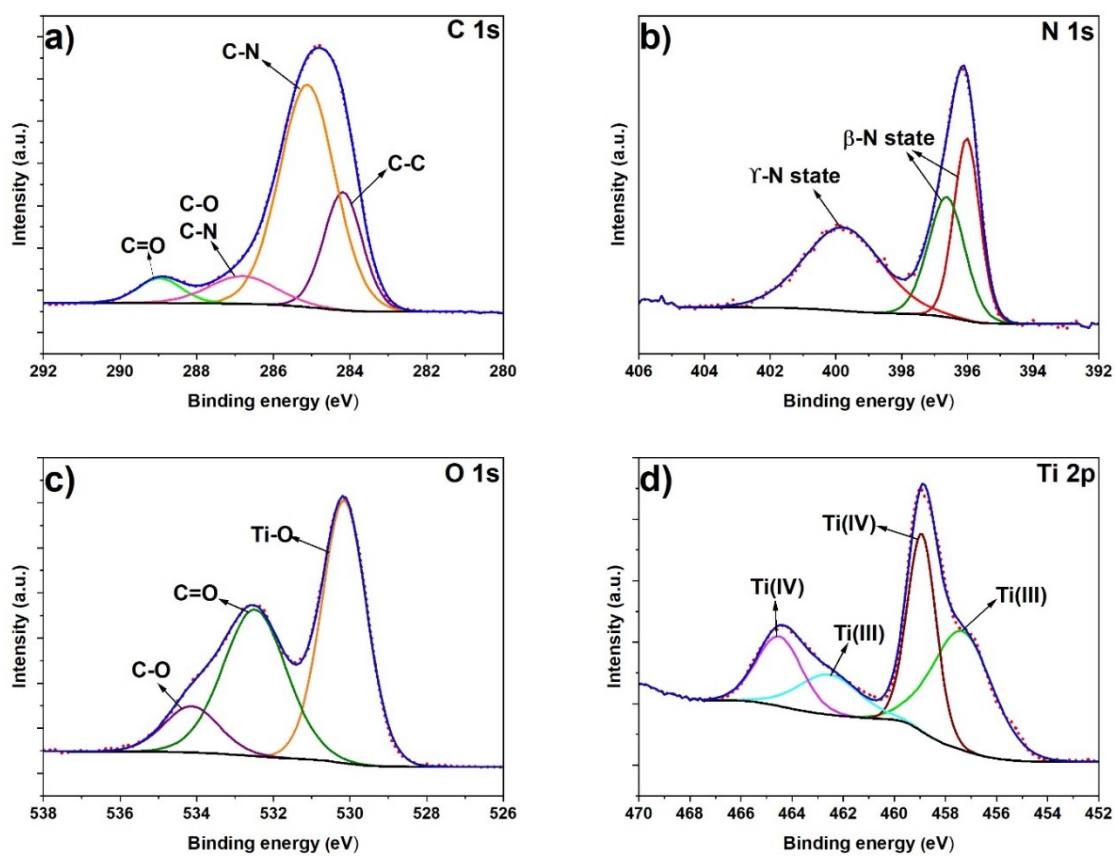 a)
C 1s
C-N
C-C
C-O
C-N
C=O
Intensity (a.u.)
292 290 288 286 284 282 280
Binding energy (eV)
b)
N 1s
β-N state
ϒ-N state
Intensity (a.u.)
406 404 402 400 398 396 394 392
Binding energy (eV)
c)
O 1s
Ti-O
C=O
C-O
Intensity (a.u.)
538 536 534 532 530 528 526
Binding energy (eV)
d)
Ti 2p
Ti(IV)
Ti(IV)
Ti(III)
Ti(III)
Intensity (a.u.)
470 468 466 464 462 460 458 456 454 452
Binding energy (eV)